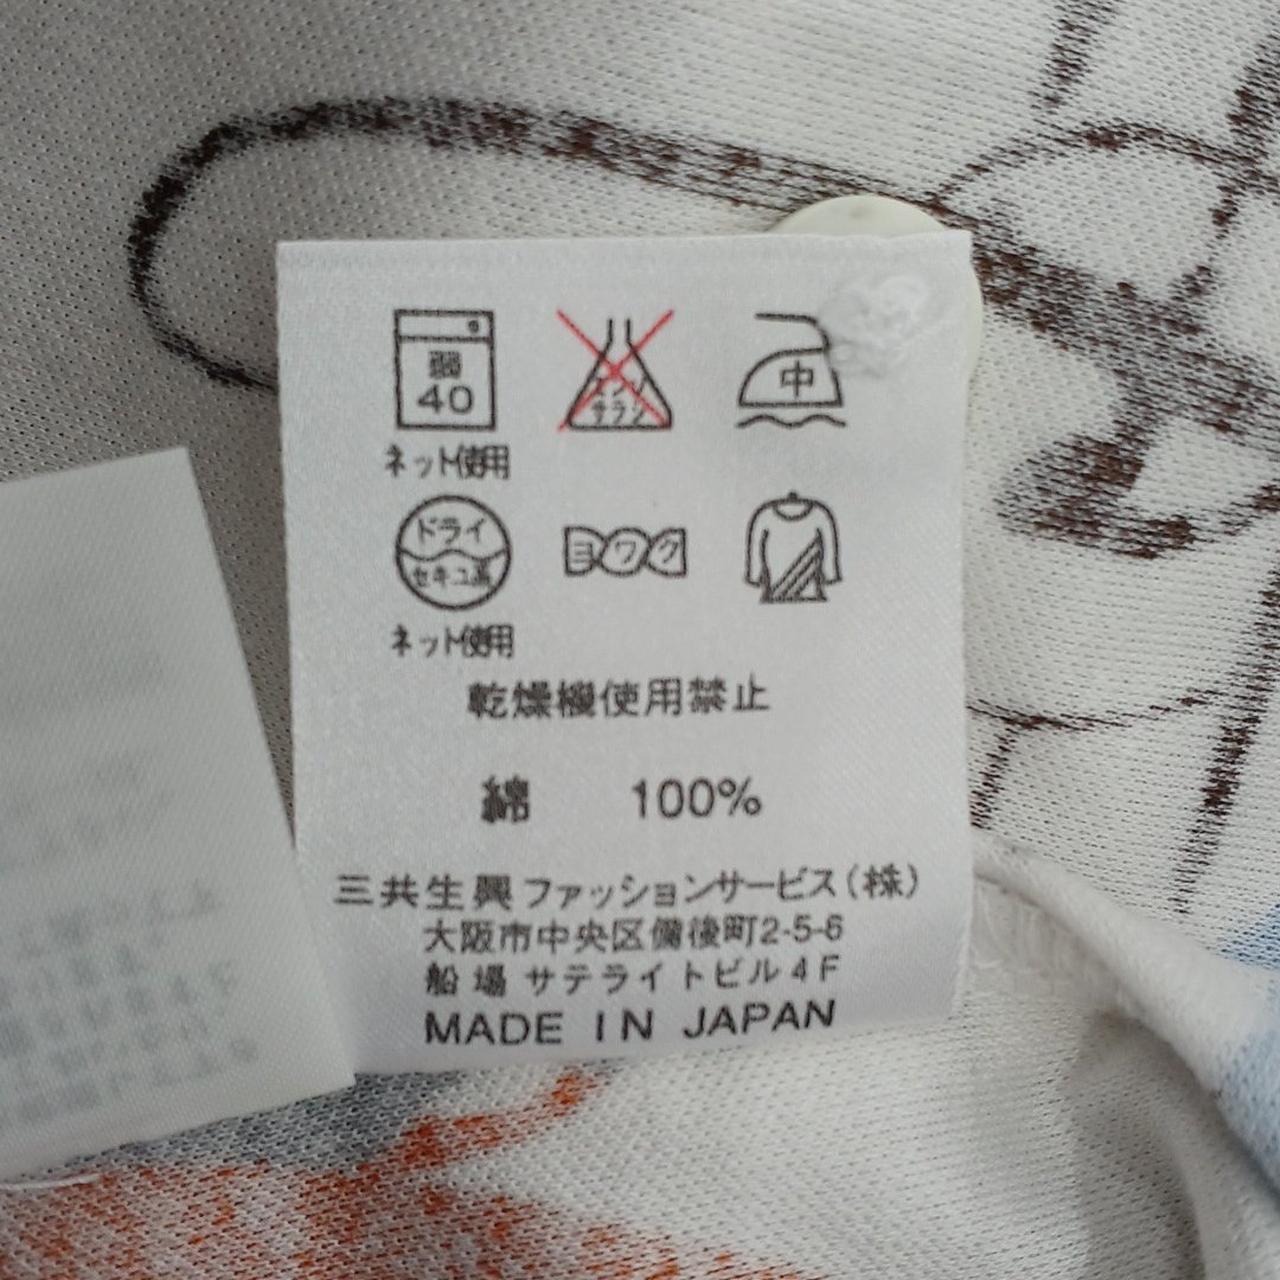 弱
40
ネット使用
エンソ
サラシ
中
ドライ
セキユ系
ネット使用
ヨワク
乾燥機使用禁止
綿 100%
三共生興ファッションサービス(株)
大阪市中央区備後町2-5-6
船場サテライトビル4F
MADE IN JAPAN